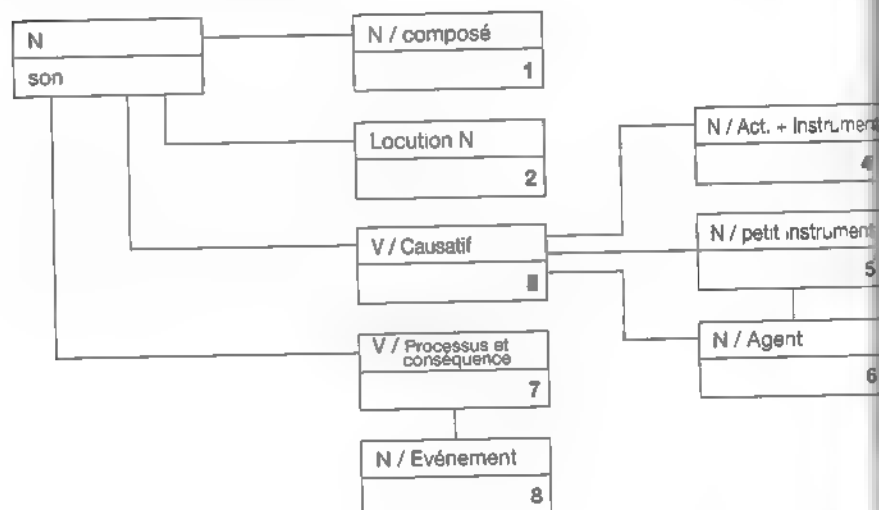 N
son
N / composé
1
Locution N
2
V / Causatif
N / Act. + Instrument
N / petit instrument
5
N / Agent
6
V / Processus et
conséquence
7
N / Evénement
8